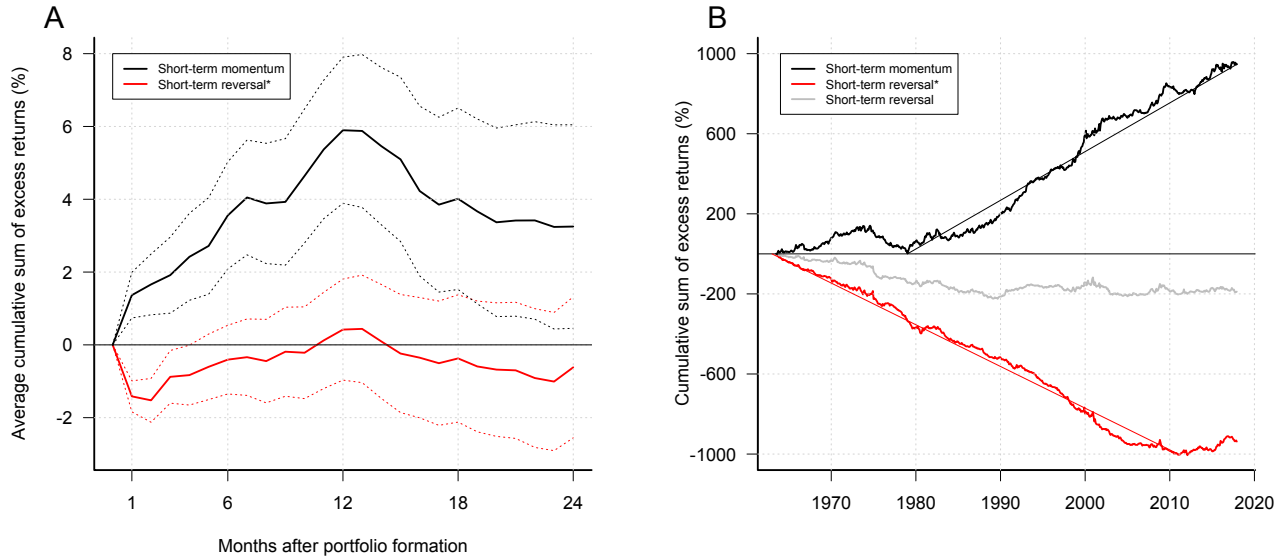 A
Average cumulative sum of excess returns (%)
8
6
4
2
0
-2
Short-term momentum
Short-term reversal*
1
6
12
18
24
Months after portfolio formation
B
Cumulative sum of excess returns (%)
1000
600
200
-200
-600
-1000
Short-term momentum
Short-term reversal*
Short-term reversal
1970
1980
1990
2000
2010
2020